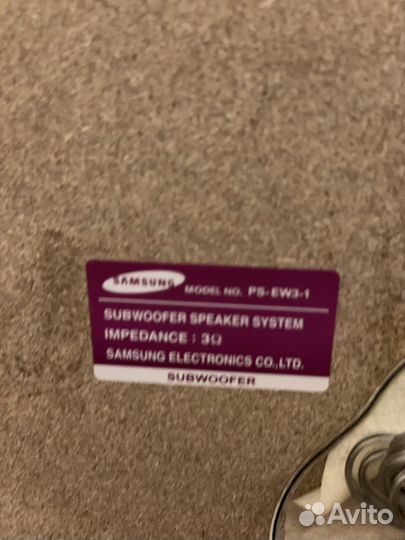 SAMSUNG MODEL NO. PS-EW3-1
SUBWOOFER SPEAKER SYSTEM
IMPEDANCE : 3Ω
SAMSUNG ELECTRONICS CO.,LTD.
SUBWOOFER
Avito